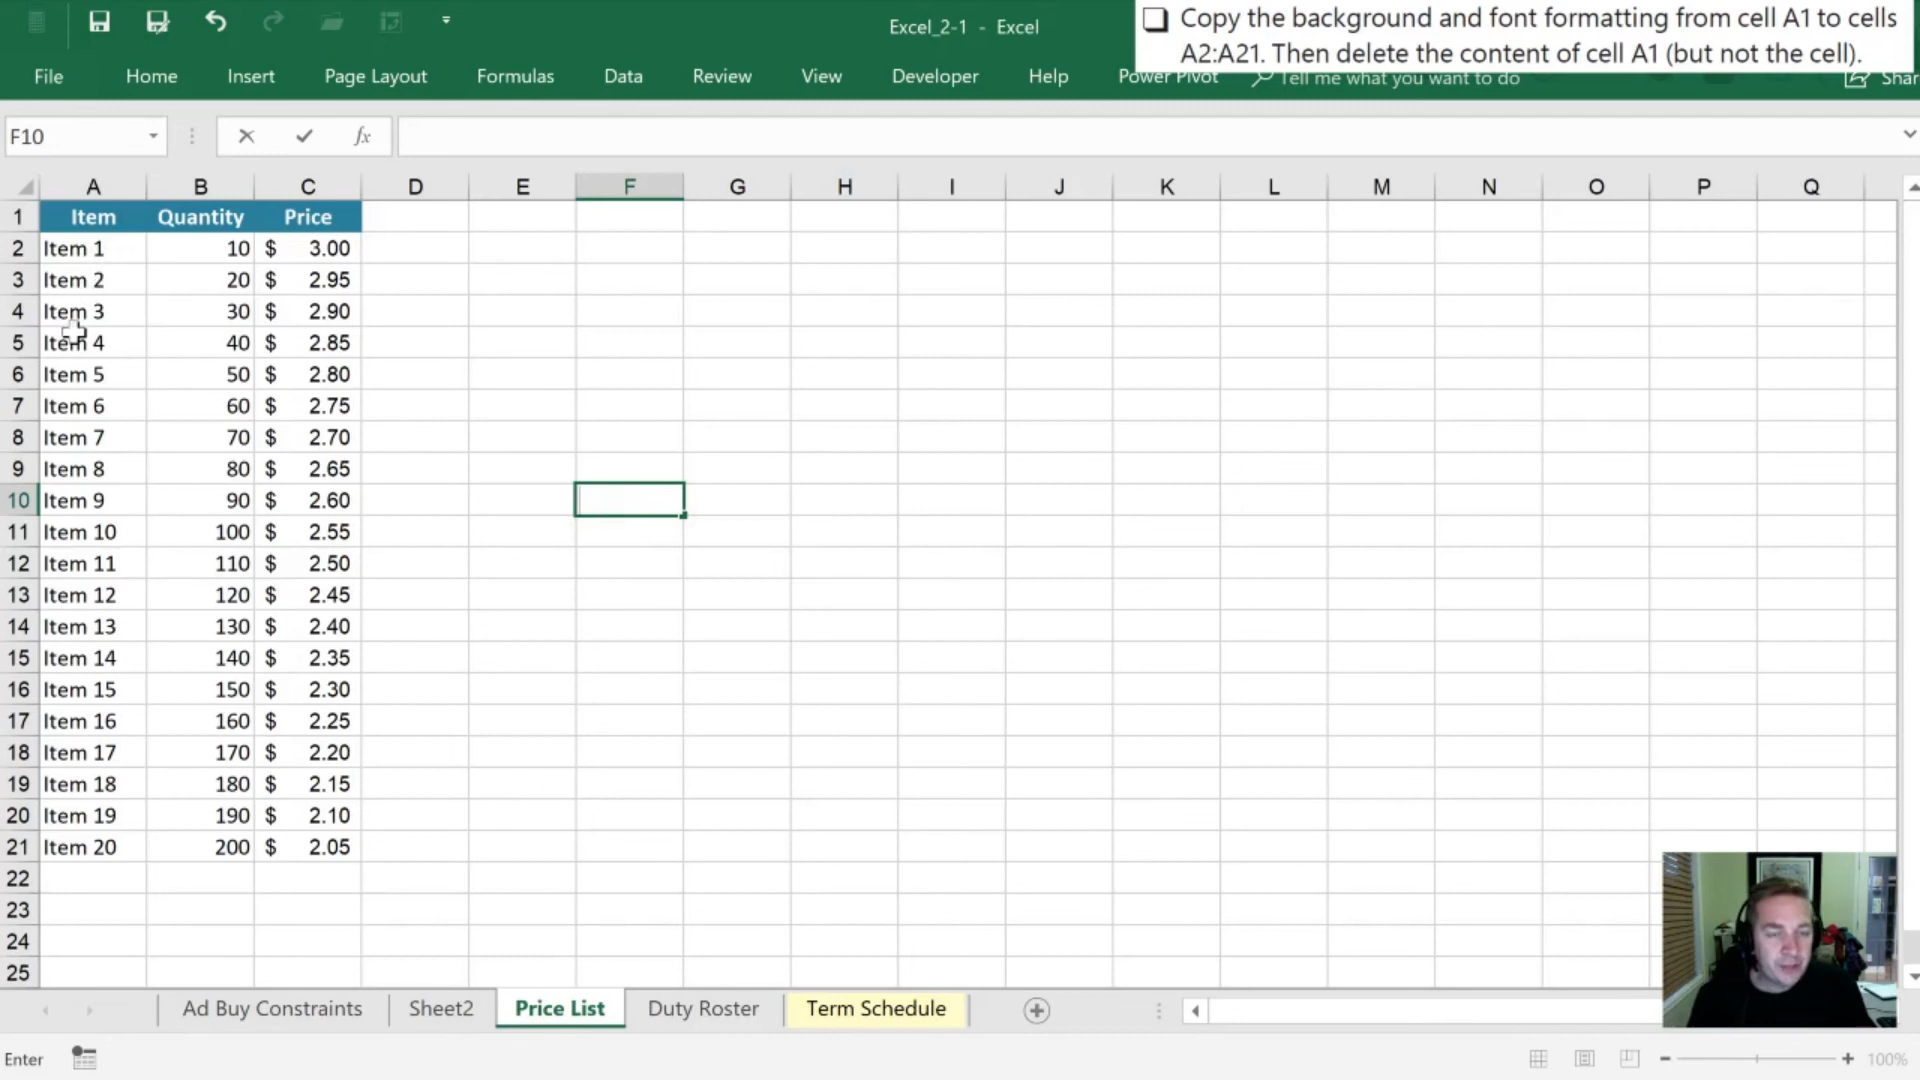 Excel_2-1 - Excel
Copy the background and font formatting from cell A1 to cells
A2:A21. Then delete the content of cell A1 (but not the cell).
File Home Insert Page Layout Formulas Data Review View Developer Help Power Pivot Tell me what you want to do Shar
F10 fx
A B C D E F G H I J K L M N O P Q
1 Item Quantity Price
2 Item 1 10 $ 3.00
3 Item 2 20 $ 2.95
4 Item 3 30 $ 2.90
5 Item 4 40 $ 2.85
6 Item 5 50 $ 2.80
7 Item 6 60 $ 2.75
8 Item 7 70 $ 2.70
9 Item 8 80 $ 2.65
10 Item 9 90 $ 2.60
11 Item 10 100 $ 2.55
12 Item 11 110 $ 2.50
13 Item 12 120 $ 2.45
14 Item 13 130 $ 2.40
15 Item 14 140 $ 2.35
16 Item 15 150 $ 2.30
17 Item 16 160 $ 2.25
18 Item 17 170 $ 2.20
19 Item 18 180 $ 2.15
20 Item 19 190 $ 2.10
21 Item 20 200 $ 2.05
22
23
24
25
Ad Buy Constraints Sheet2 Price List Duty Roster Term Schedule
Enter 100%